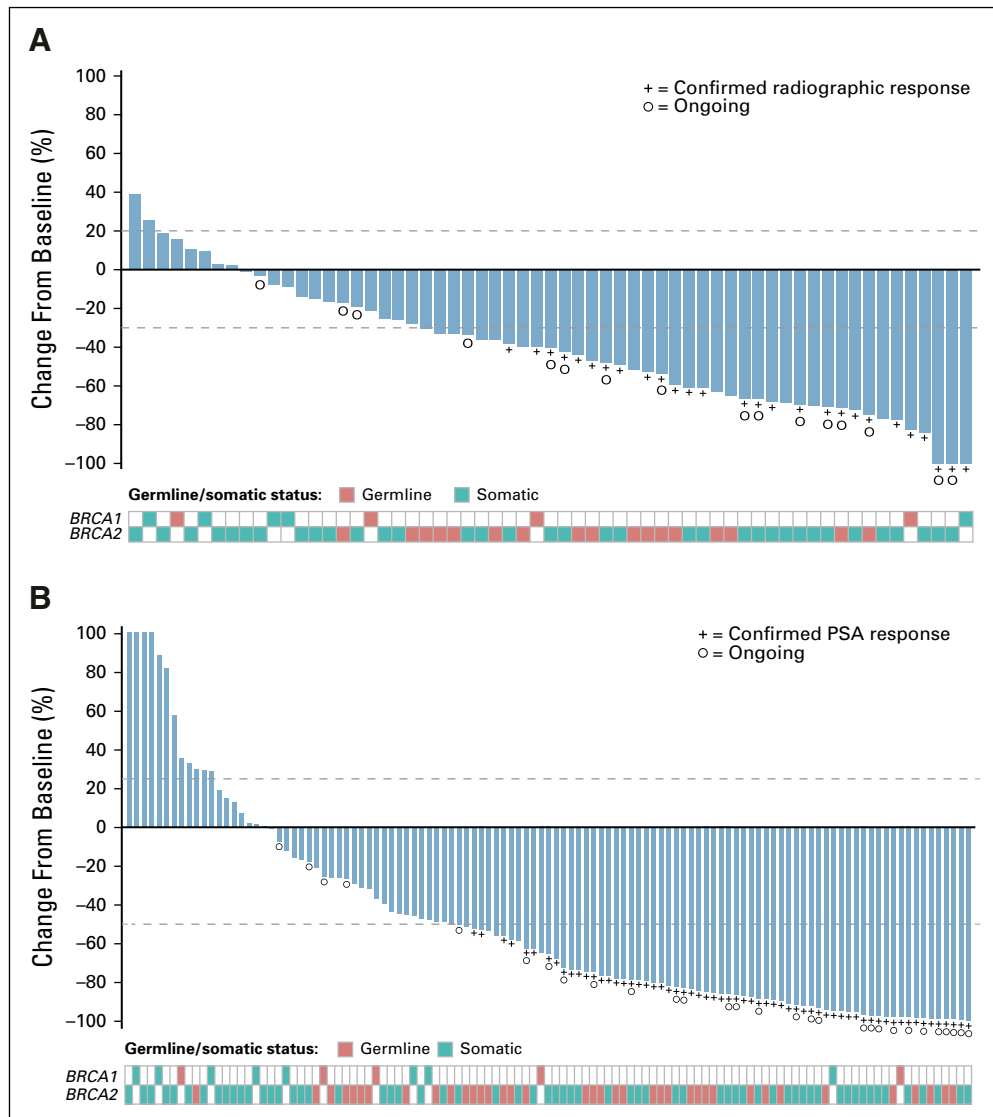 A
Change From Baseline (%)
100
80
60
40
20
0
–20
–40
–60
–80
–100
+ = Confirmed radiographic response
○ = Ongoing
Germline/somatic status: Germline Somatic
BRCA1
BRCA2
B
Change From Baseline (%)
100
80
60
40
20
0
–20
–40
–60
–80
–100
+ = Confirmed PSA response
○ = Ongoing
Germline/somatic status: Germline Somatic
BRCA1
BRCA2